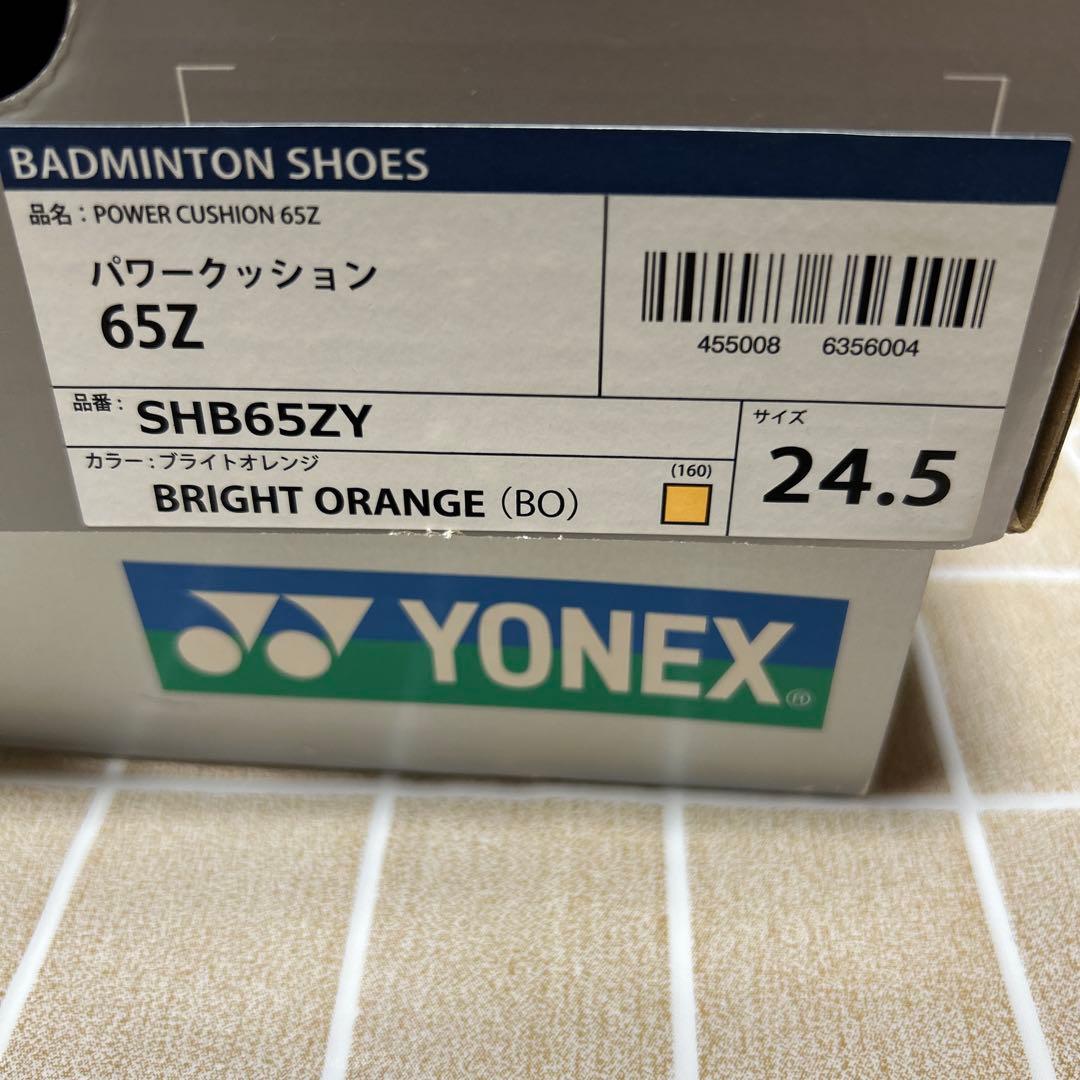 BADMINTON SHOES
品名：POWER CUSHION 65Z
パワークッション
65Z
455008 6356004
品番：
SHB65ZY
カラー：ブライトオレンジ
BRIGHT ORANGE（BO）
(160)
サイズ
24.5
YONEX®